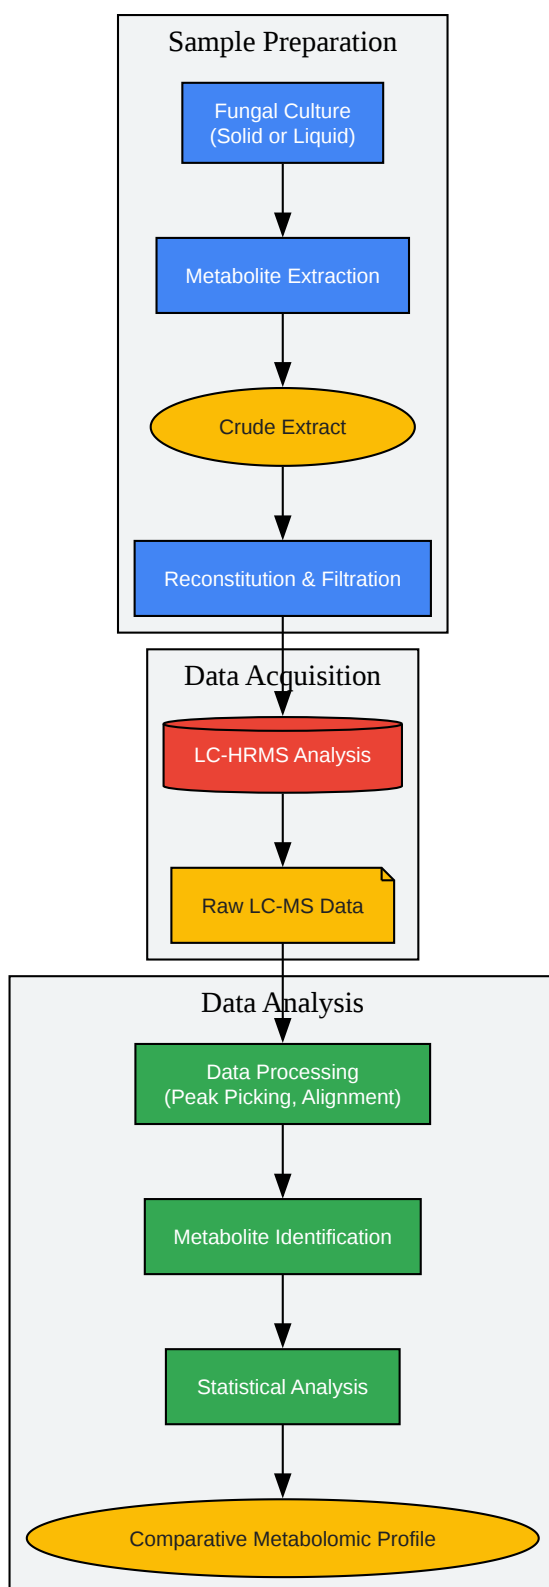 Sample Preparation
Fungal Culture
(Solid or Liquid)
Metabolite Extraction
Crude Extract
Reconstitution & Filtration
Data Acquisition
LC-HRMS Analysis
Raw LC-MS Data
Data Analysis
Data Processing
(Peak Picking, Alignment)
Metabolite Identification
Statistical Analysis
Comparative Metabolomic Profile